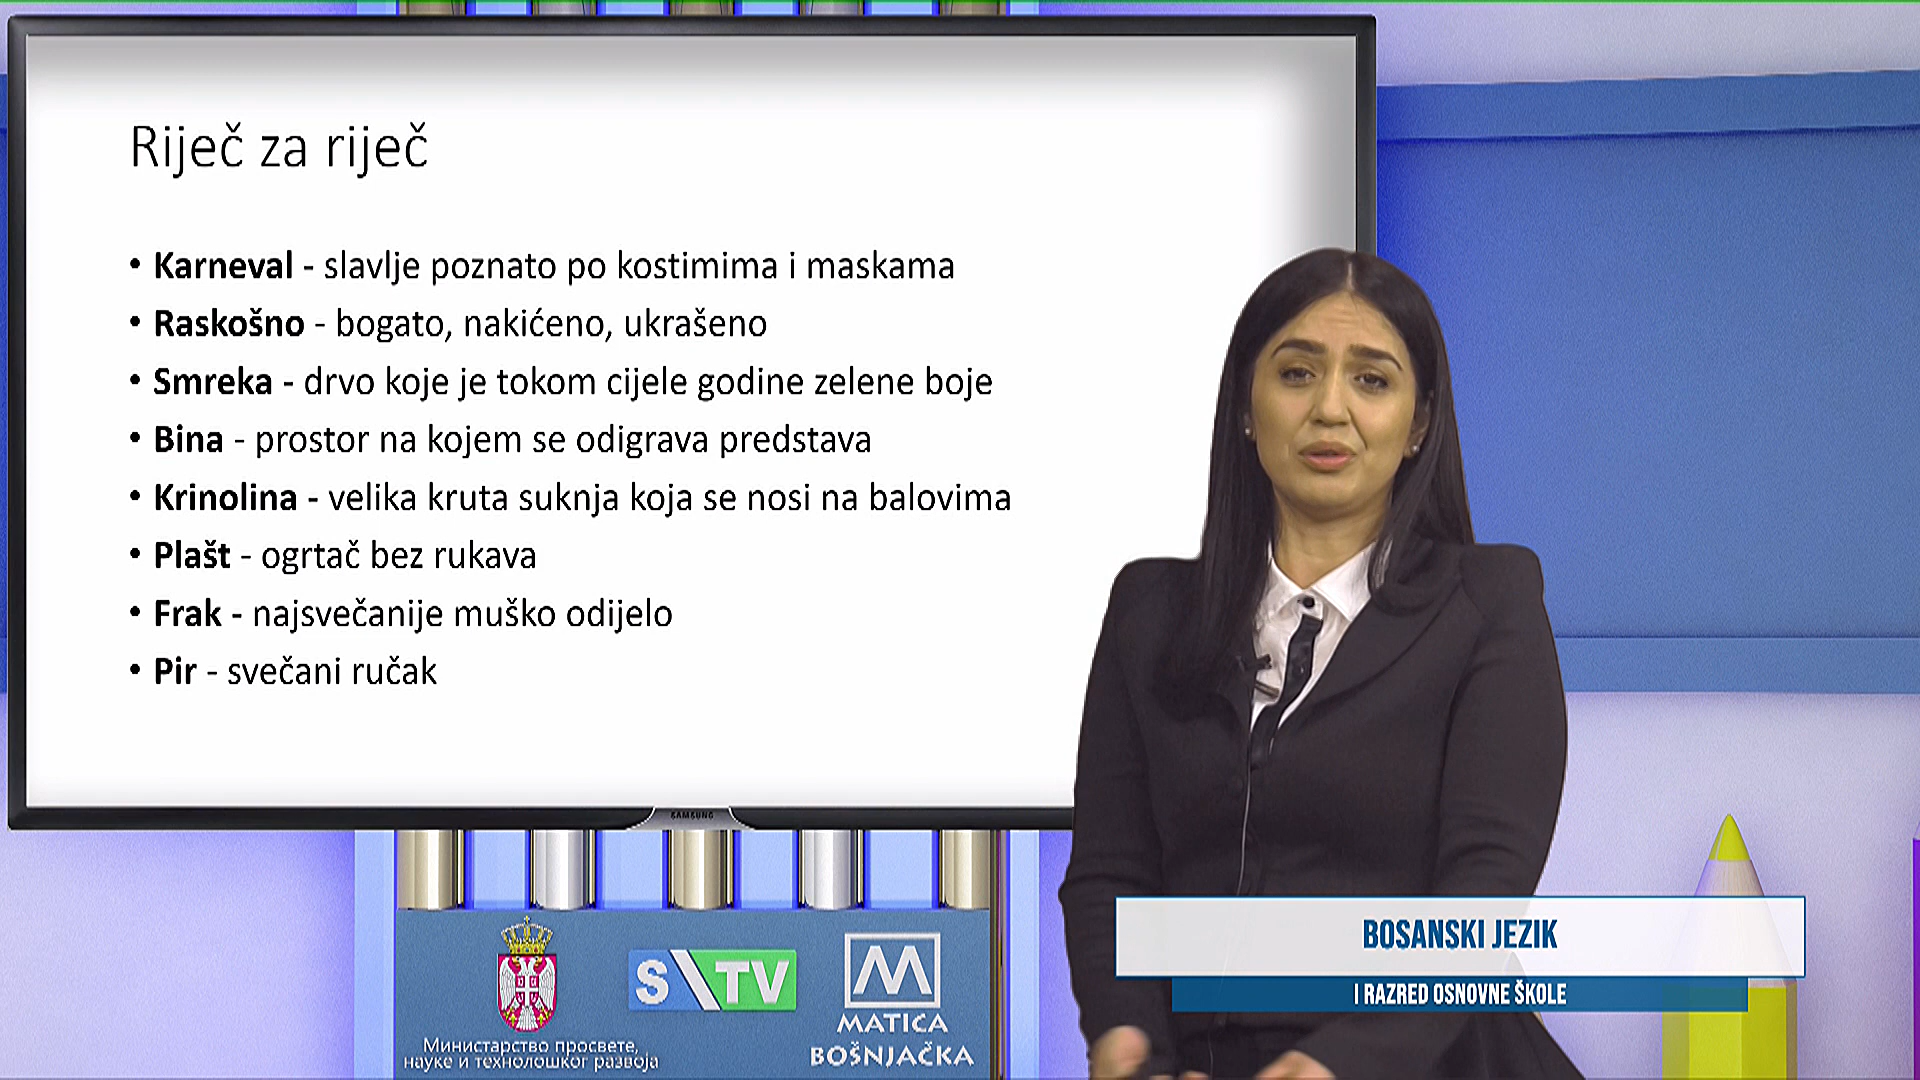 Riječ za riječ
• Karneval - slavlje poznato po kostimima i maskama
• Raskošno - bogato, nakićeno, ukrašeno
• Smreka - drvo koje je tokom cijele godine zelene boje
• Bina - prostor na kojem se odigrava predstava
• Krinolina - velika kruta suknja koja se nosi na balovima
• Plašt - ogrtač bez rukava
• Frak - najsvečanije muško odijelo
• Pir - svečani ručak
SAMSUNG
BOSANSKI JEZIK
I RAZRED OSNOVNE ŠKOLE
Министарство просвете,
науке и технолошког развоја
S TV
MATICA
BOŠNJAČKA